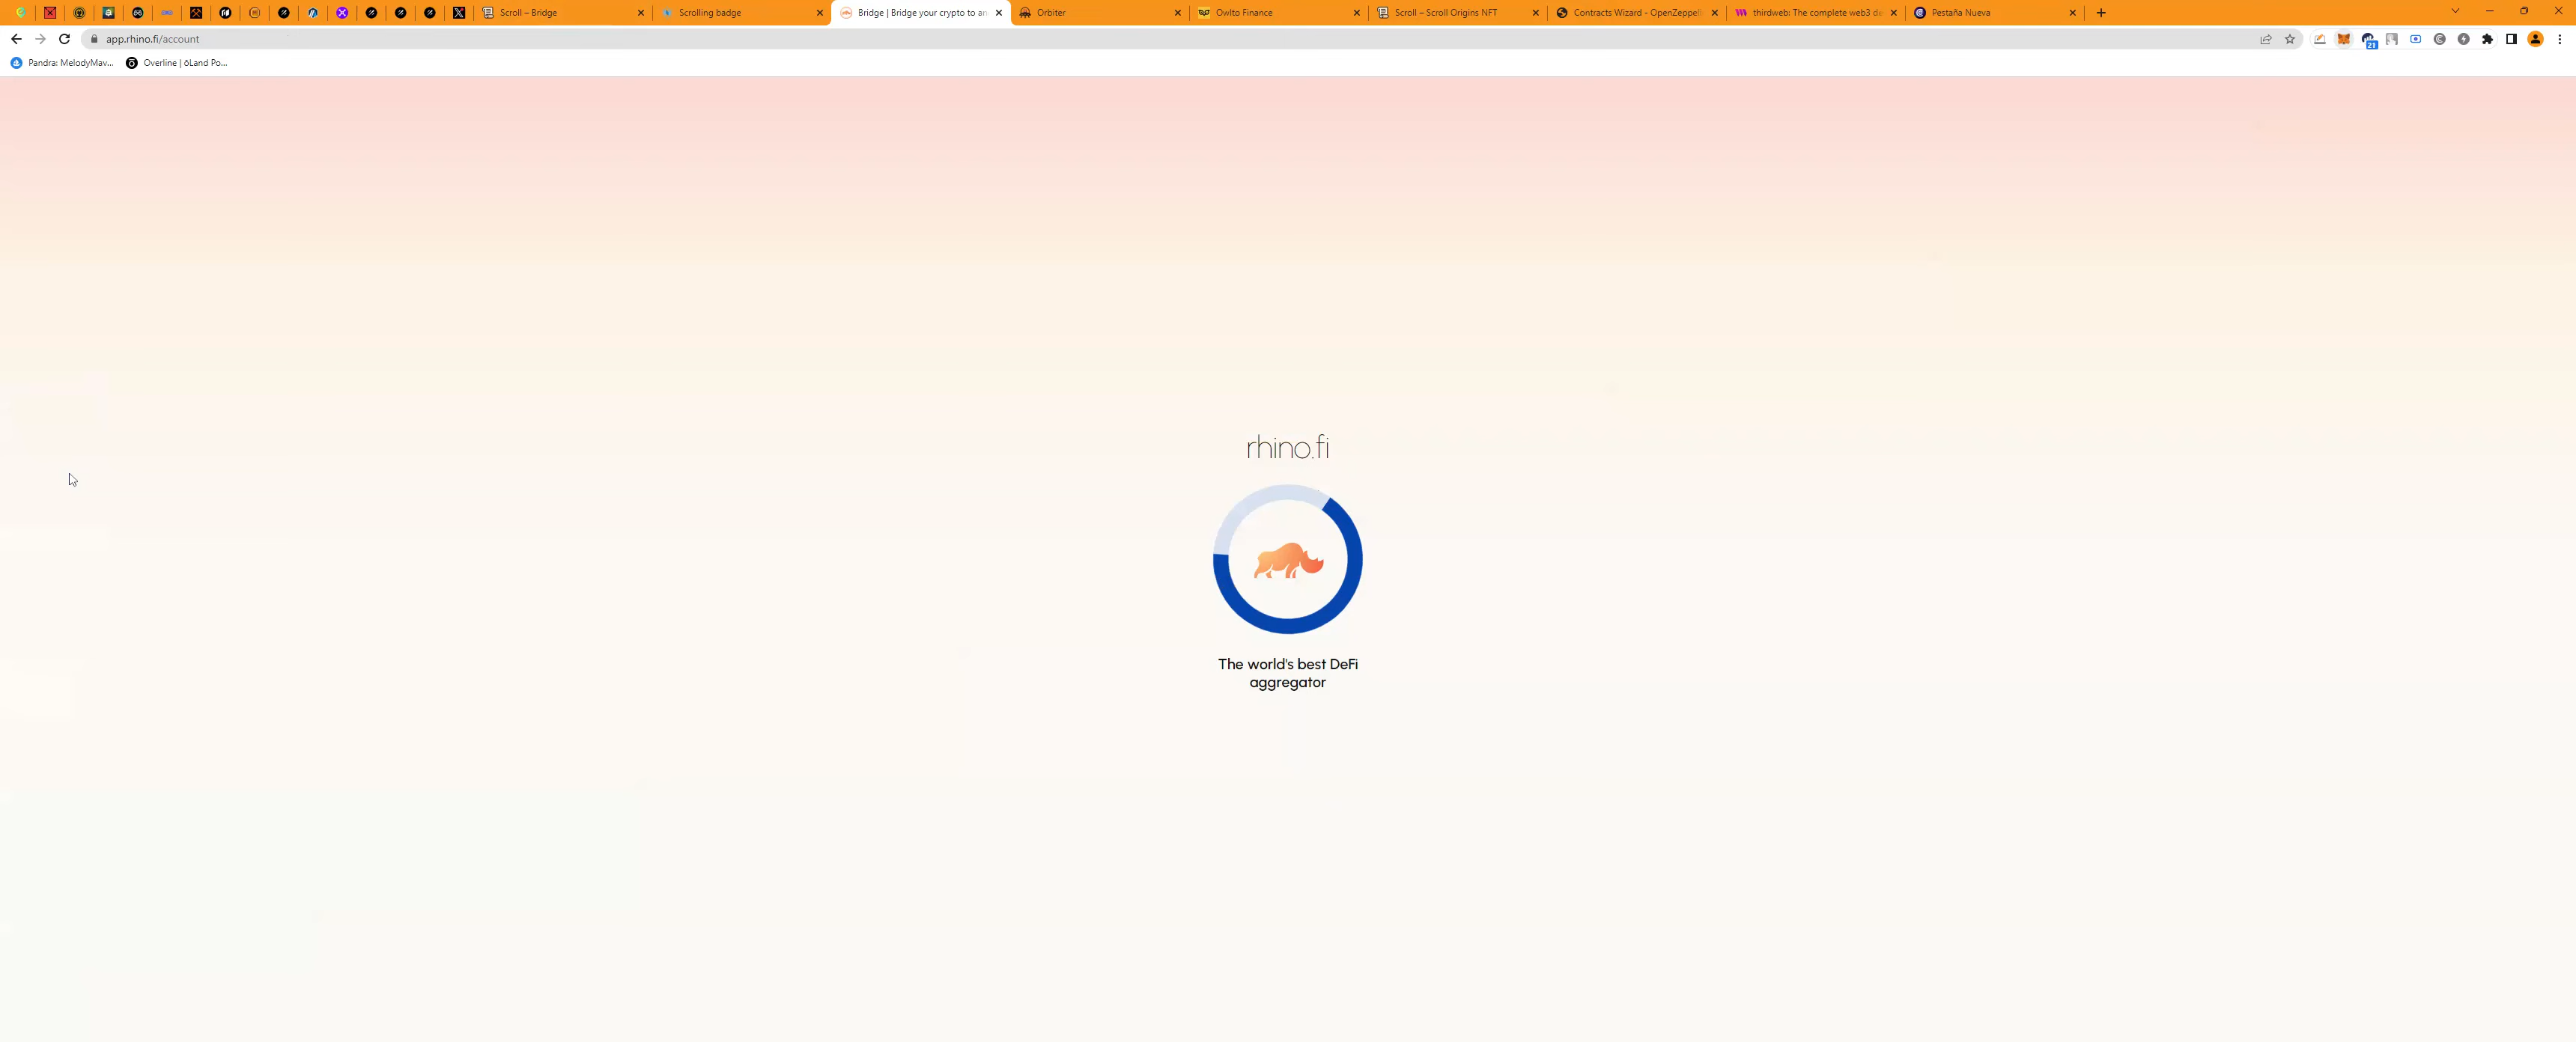 Scroll – Bridge
Scrolling badge
Bridge | Bridge your crypto to an
Orbiter
Owlto Finance
Scroll – Scroll Origins NFT
Contracts Wizard - OpenZeppeli
thirdweb: The complete web3 de
Pestaña Nueva
app.rhino.fi/account
21
Pandra: MelodyMav...
Overline | ōLand Po...
rhino.fi
The world's best DeFi
aggregator